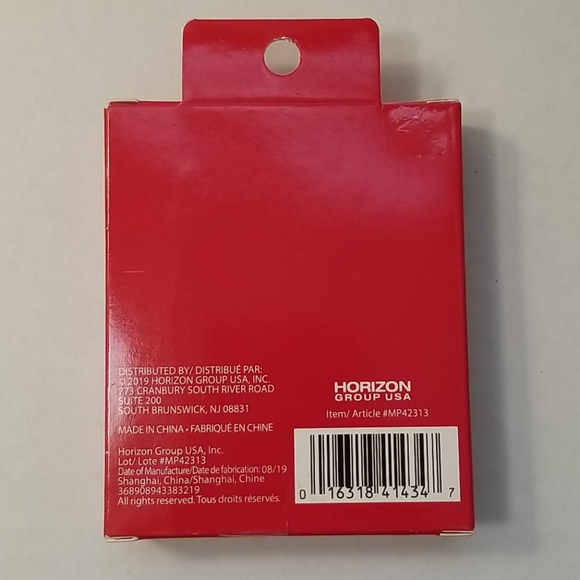 DISTRIBUTED BY/ DISTRIBUÉ PAR:
© 2019 HORIZON GROUP USA, INC.
773 CRANBURY SOUTH RIVER ROAD
SUITE 200
SOUTH BRUNSWICK, NJ 08831
MADE IN CHINA • FABRIQUÉ EN CHINE
Horizon Group USA, Inc.
Lot/ Lote #MP42313
Date of Manufacture/Date de fabrication: 08/19
Shanghai, China/Shanghai, Chine
368908943383219
All rights reserved. Tous droits réservés.
HORIZON
GROUP USA
Item/ Article #MP42313
0 16318 41434 7